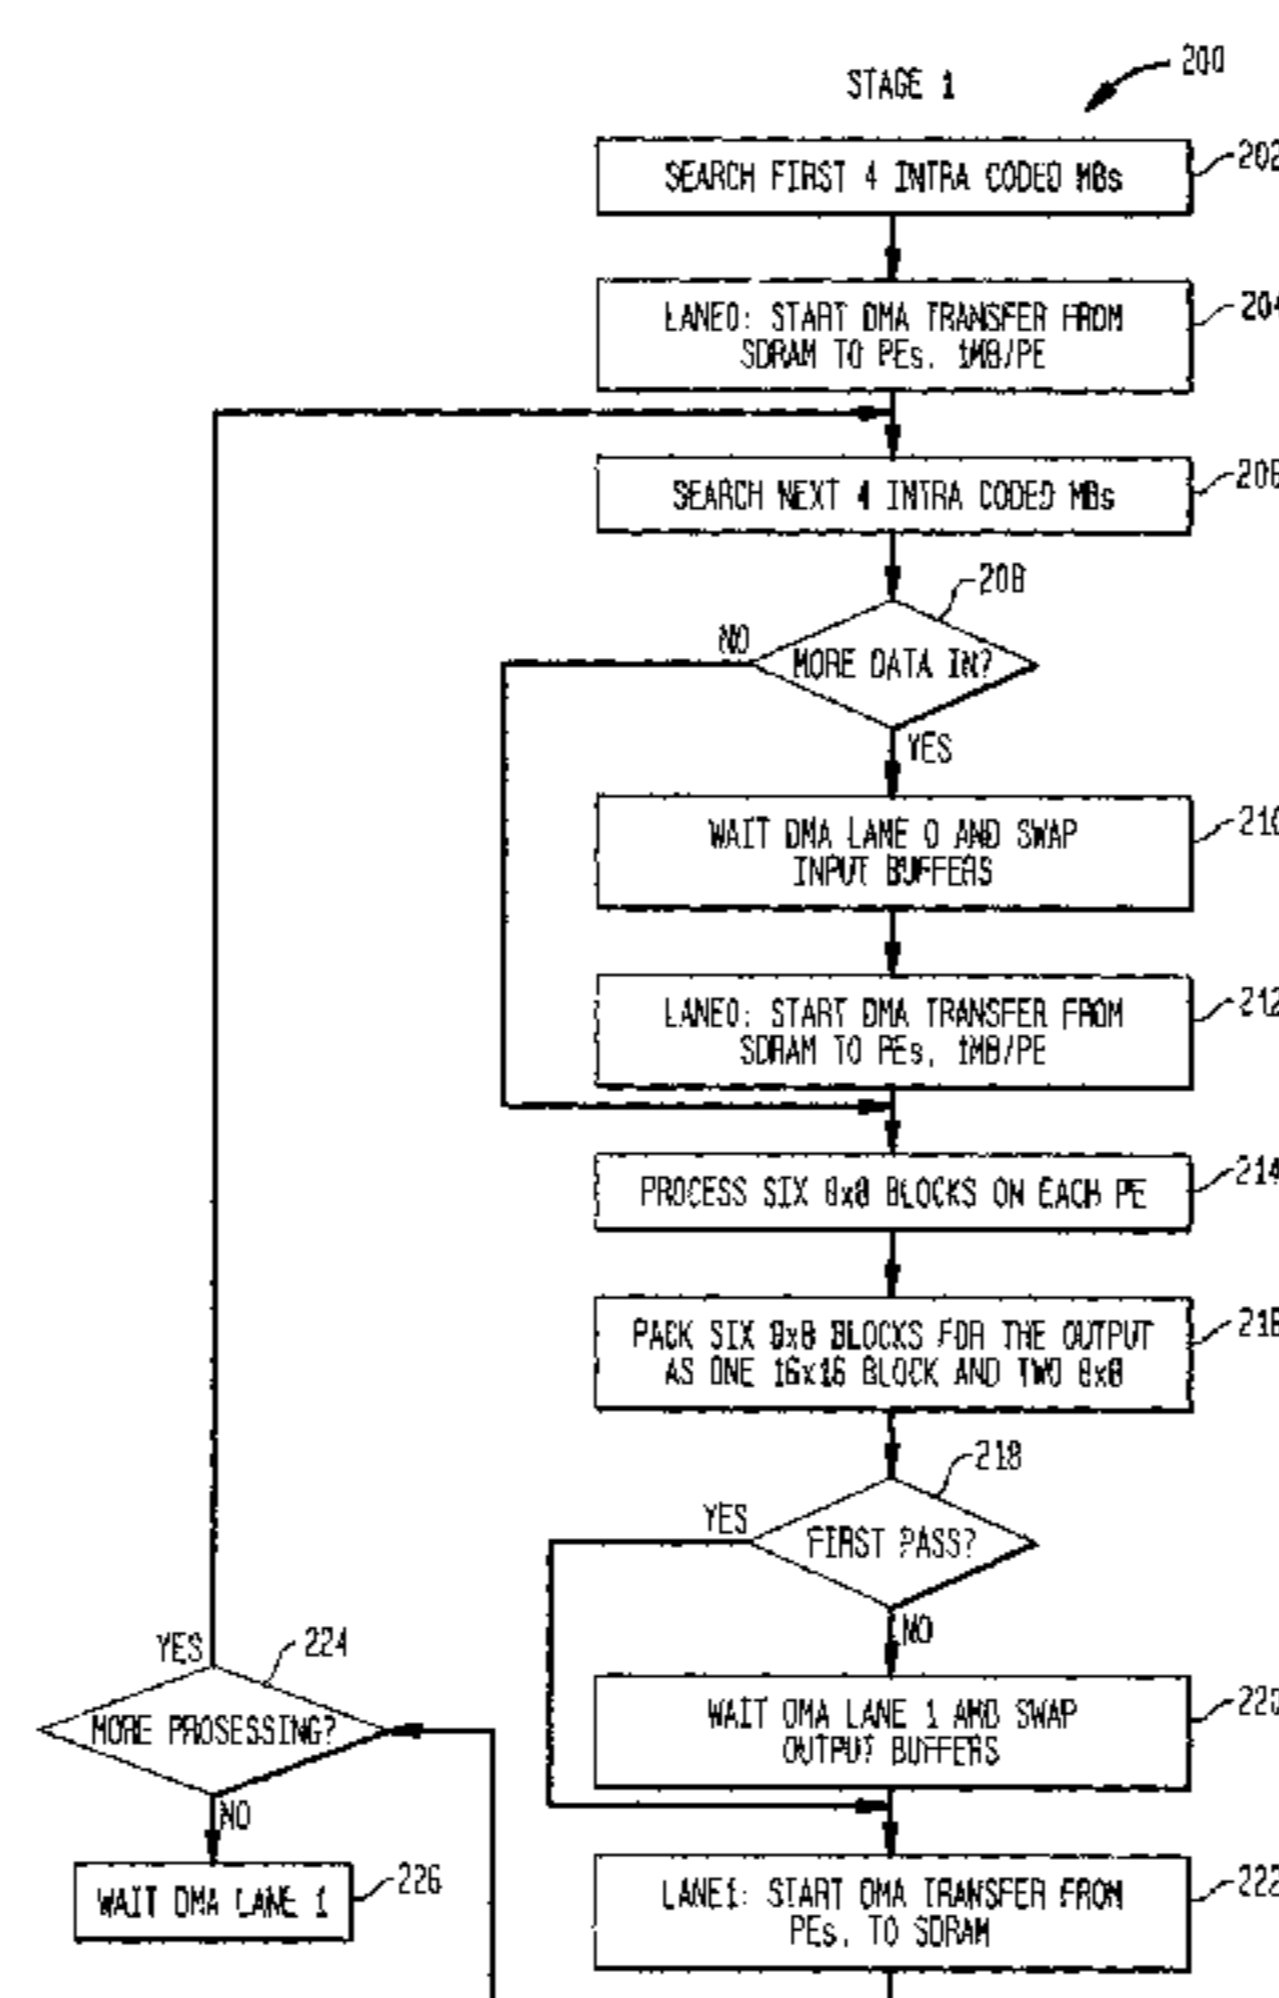 STAGE 1
200
SEARCH FIRST 4 INTRA CODED MBs
202
LANE0: START DMA TRANSFER FROM
SDRAM TO PEs, 1MB/PE
204
SEARCH NEXT 4 INTRA CODED MBs
206
208
NO
MORE DATA IN?
YES
WAIT DMA LANE 0 AND SWAP
INPUT BUFFERS
210
LANE0: START DMA TRANSFER FROM
SDRAM TO PEs, 1MB/PE
212
PROCESS SIX 8x8 BLOCKS ON EACH PE
214
PACK SIX 8x8 BLOCKS FOR THE OUTPUT
AS ONE 16x16 BLOCK AND TWO 8x8
216
218
YES
FIRST PASS?
NO
YES
224
MORE PROSESSING?
NO
WAIT DMA LANE 1 AND SWAP
OUTPUT BUFFERS
220
WAIT DMA LANE 1
226
LANE1: START DMA TRANSFER FROM
PEs, TO SDRAM
222